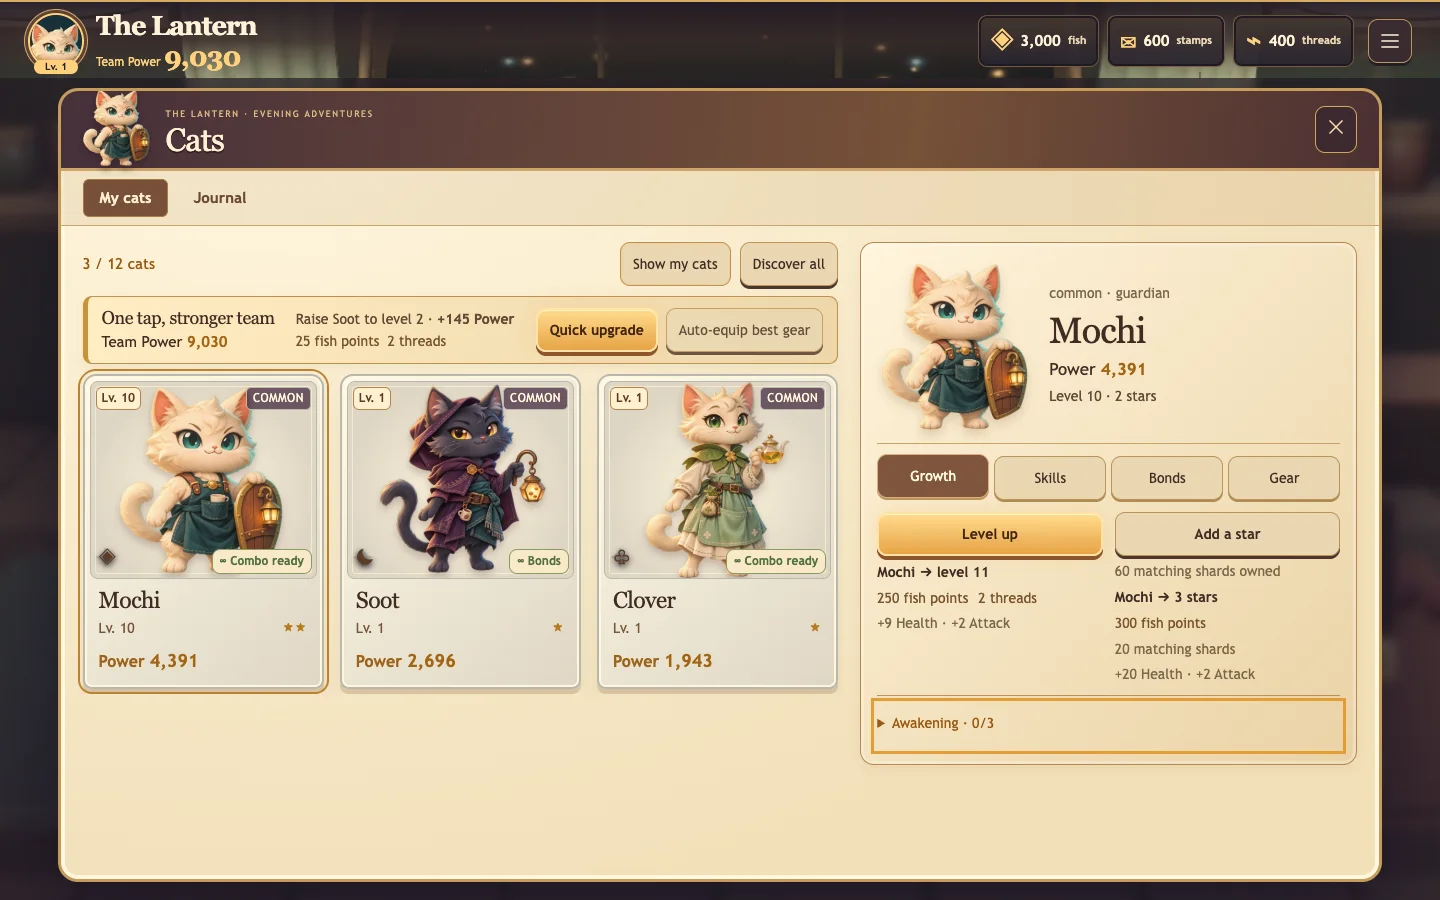 The Lantern
Team Power 9,030
Lv. 1
3,000 fish
600 stamps
400 threads
THE LANTERN · EVENING ADVENTURES
Cats
My cats
Journal
3 / 12 cats
Show my cats
Discover all
One tap, stronger team
Team Power 9,030
Raise Soot to level 2 · +145 Power
25 fish points 2 threads
Quick upgrade
Auto-equip best gear
Lv. 10
COMMON
∞ Combo ready
Mochi
Lv. 10
★★
Power 4,391
Lv. 1
COMMON
∞ Bonds
Soot
Lv. 1
★
Power 2,696
Lv. 1
COMMON
∞ Combo ready
Clover
Lv. 1
★
Power 1,943
common · guardian
Mochi
Power 4,391
Level 10 · 2 stars
Growth
Skills
Bonds
Gear
Level up
Mochi → level 11
250 fish points 2 threads
+9 Health · +2 Attack
Add a star
60 matching shards owned
Mochi → 3 stars
300 fish points
20 matching shards
+20 Health · +2 Attack
Awakening · 0/3